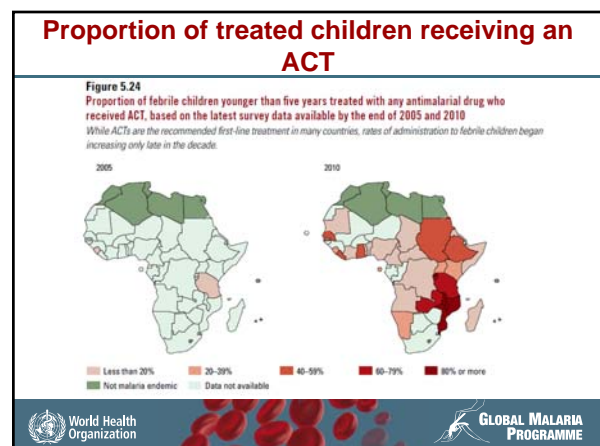 Proportion of treated children receiving an
ACT
Figure 5.24
Proportion of febrile children younger than five years treated with any antimalarial drug who
received ACT, based on the latest survey data available by the end of 2005 and 2010
While ACTs are the recommended first-line treatment in many countries, rates of administration to febrile children began
increasing only late in the decade.
2005
2010
Less than 20%
20–39%
40–59%
60–79%
80% or more
Not malaria endemic
Data not available
World Health
Organization
GLOBAL MALARIA
PROGRAMME